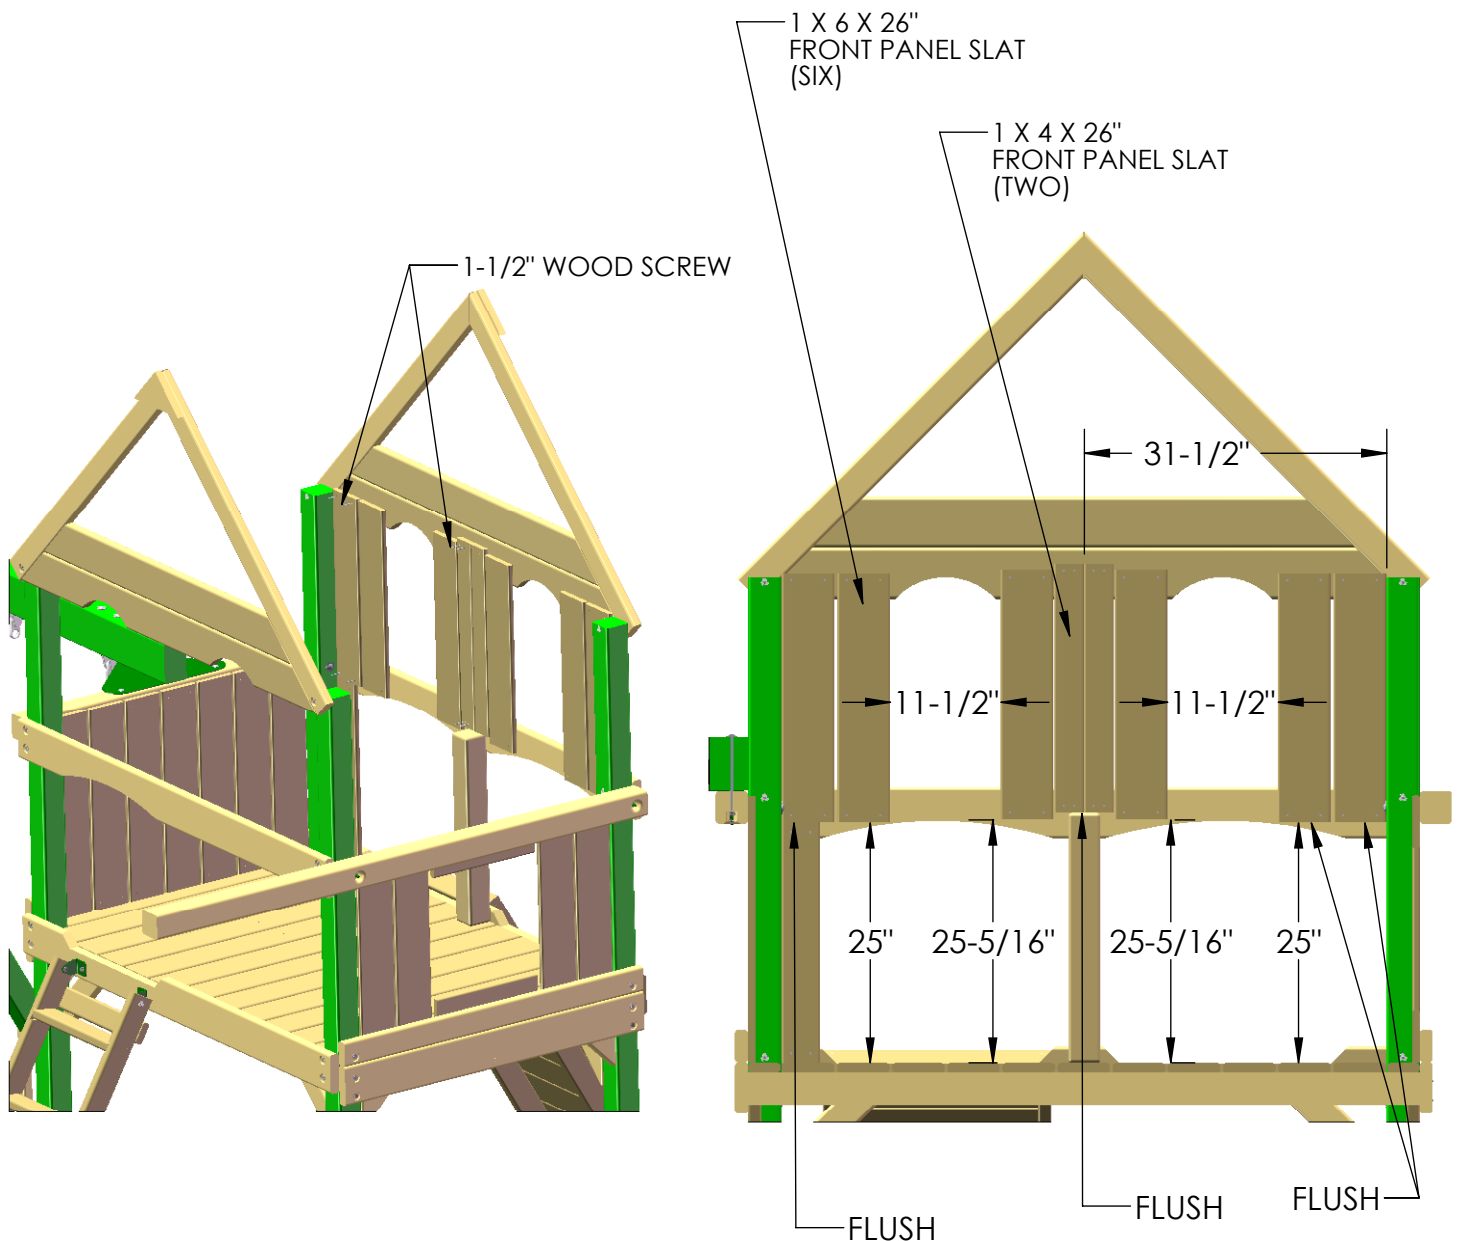 1 X 6 X 26"
FRONT PANEL SLAT
(SIX)
1 X 4 X 26"
FRONT PANEL SLAT
(TWO)
1-1/2" WOOD SCREW
31-1/2"
11-1/2"
11-1/2"
25"
25-5/16"
25-5/16"
25"
FLUSH
FLUSH
FLUSH